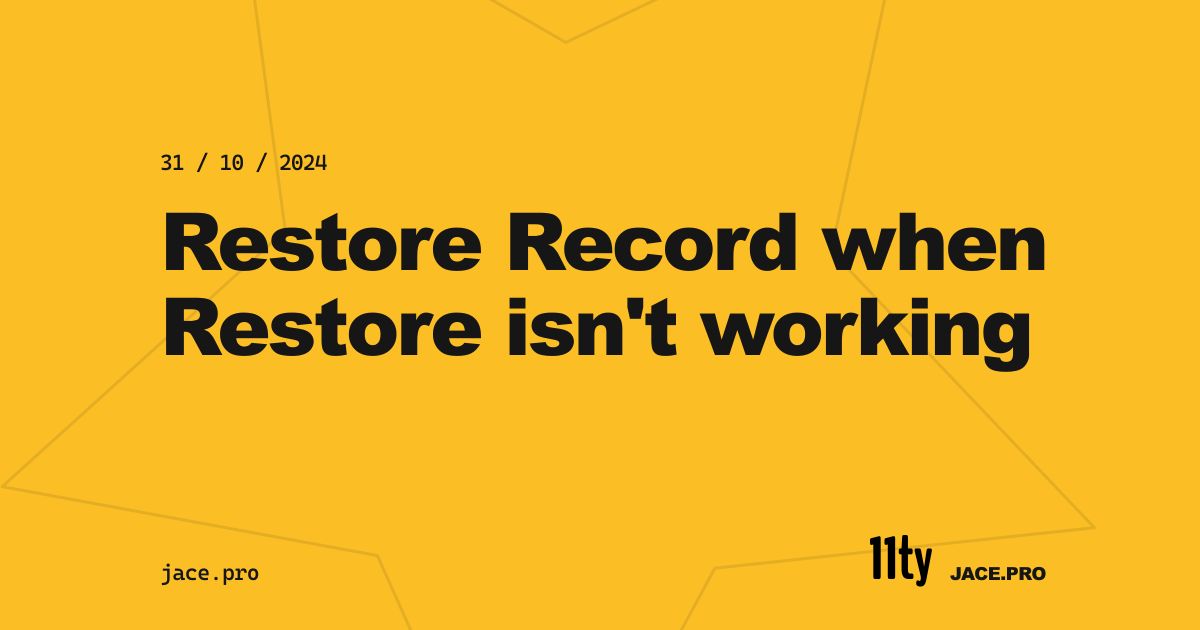 31 / 10 / 2024
Restore Record when
Restore isn't working
jace.pro
11ty JACE.PRO